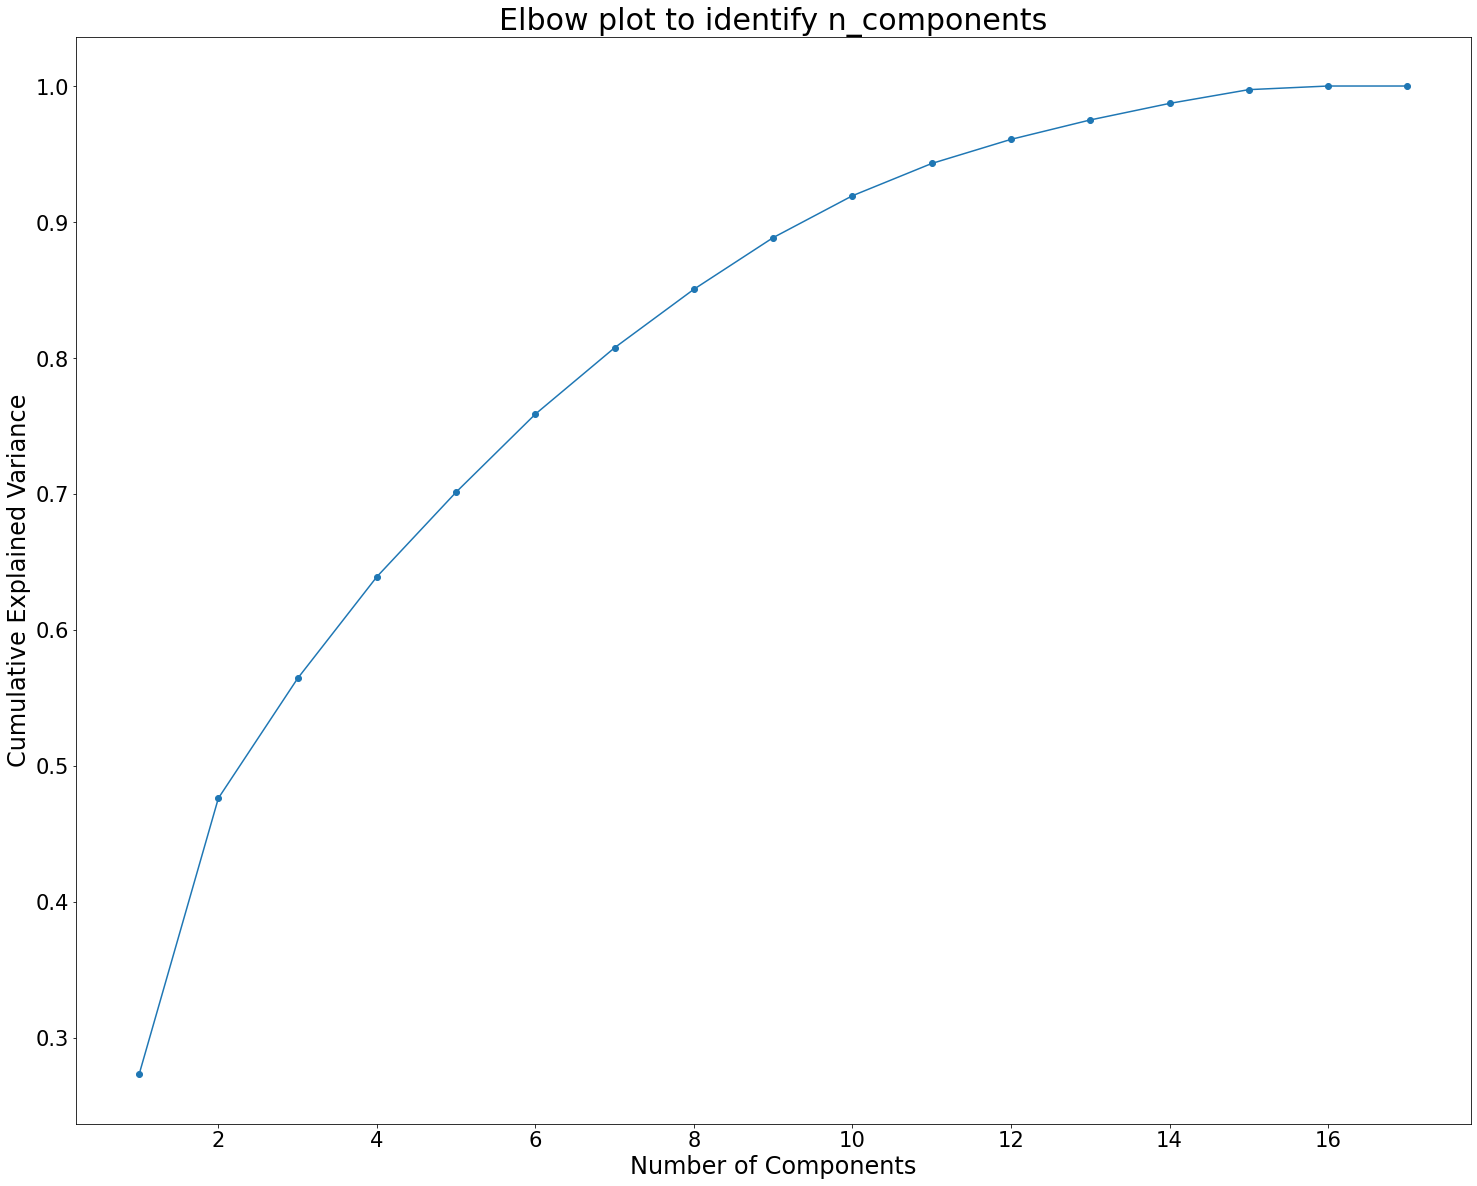 Elbow plot to identify n_components
1.0
0.9
0.8
0.7
0.6
0.5
0.4
0.3
Cumulative Explained Variance
2 4 6 8 10 12 14 16
Number of Components